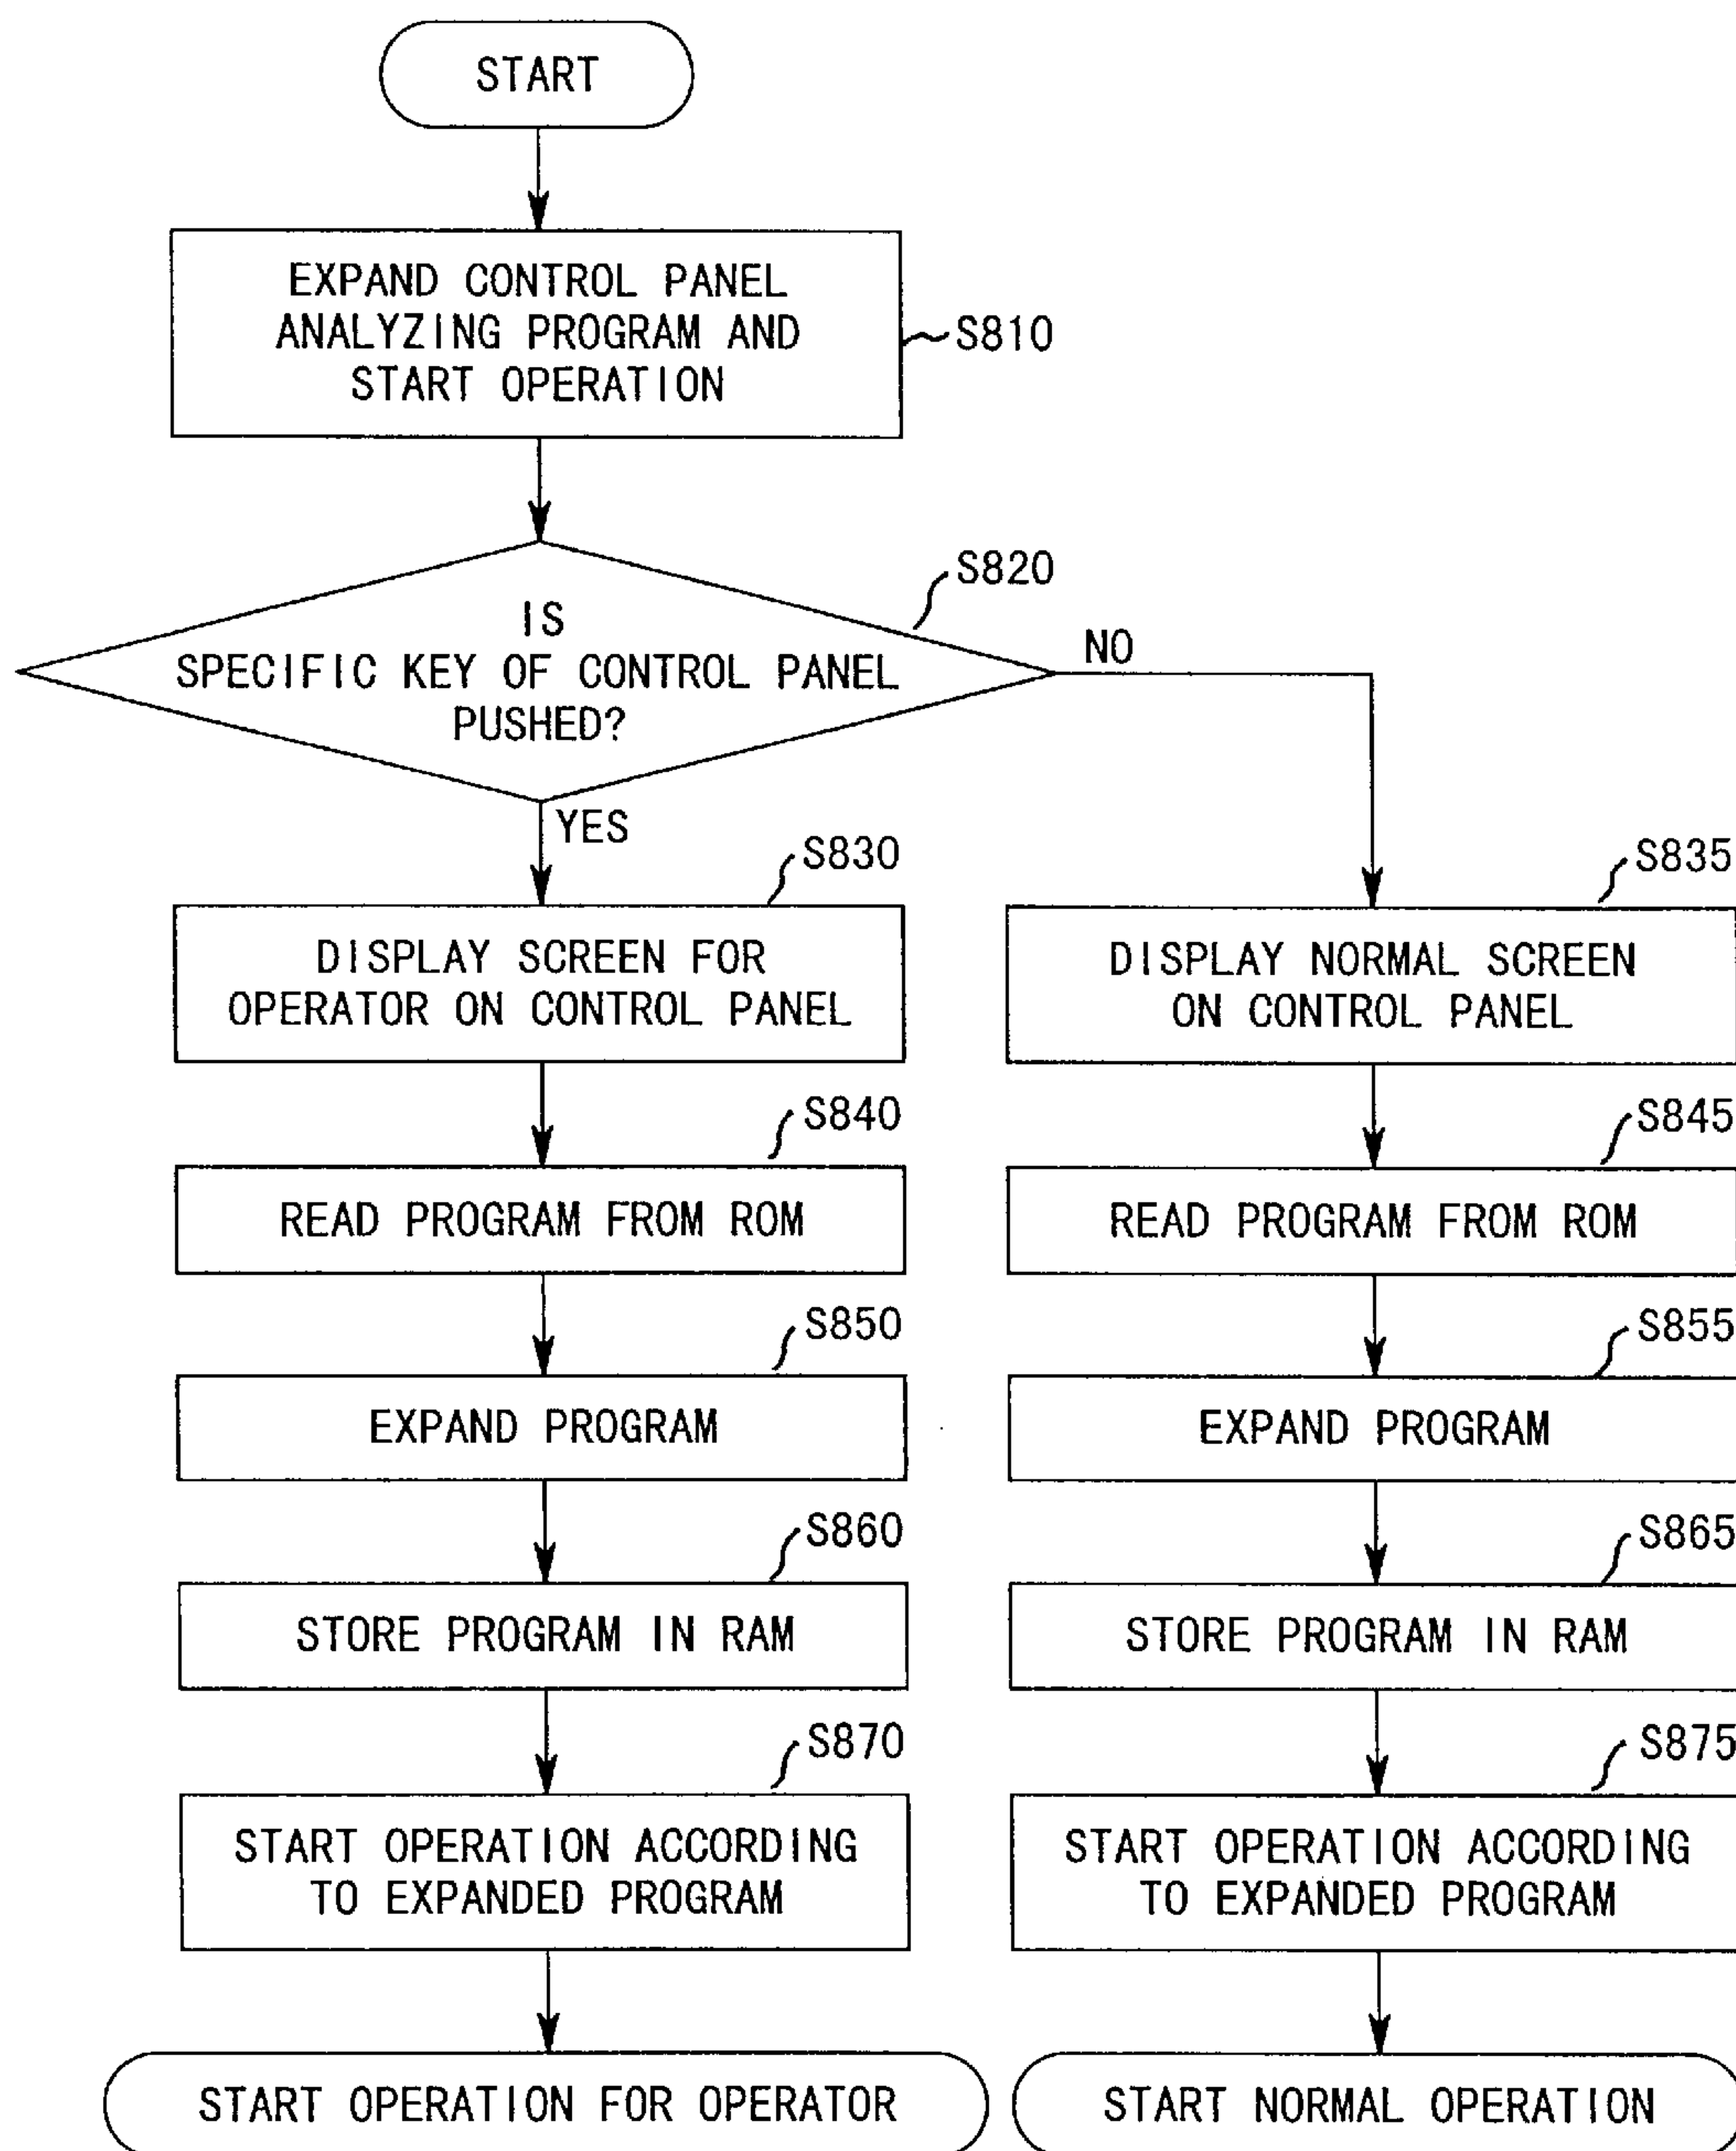 START
EXPAND CONTROL PANEL
ANALYZING PROGRAM AND
START OPERATION
S810
S820
IS
SPECIFIC KEY OF CONTROL PANEL
PUSHED?
NO
YES
S830
DISPLAY SCREEN FOR
OPERATOR ON CONTROL PANEL
S840
READ PROGRAM FROM ROM
S850
EXPAND PROGRAM
S860
STORE PROGRAM IN RAM
S870
START OPERATION ACCORDING
TO EXPANDED PROGRAM
START OPERATION FOR OPERATOR
S835
DISPLAY NORMAL SCREEN
ON CONTROL PANEL
S845
READ PROGRAM FROM ROM
S855
EXPAND PROGRAM
S865
STORE PROGRAM IN RAM
S875
START OPERATION ACCORDING
TO EXPANDED PROGRAM
START NORMAL OPERATION